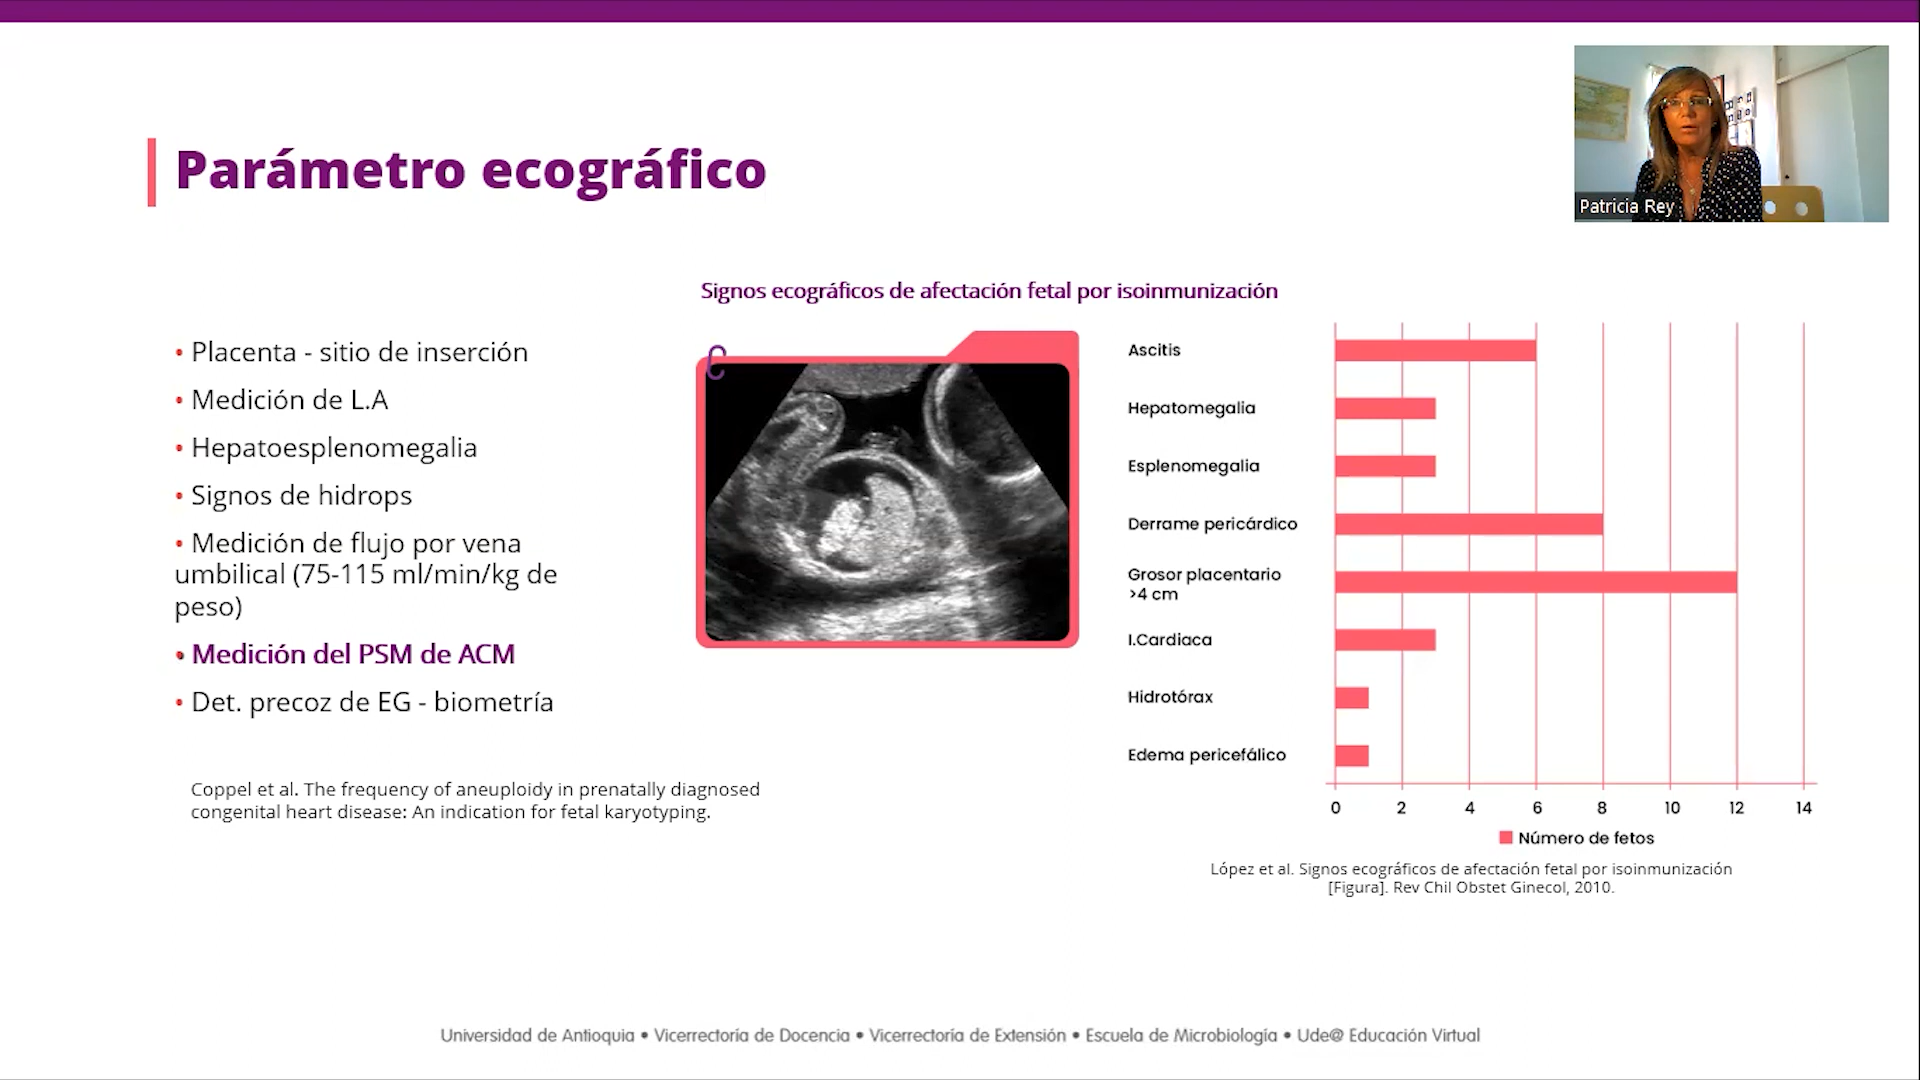 Patricia Rey
Parámetro ecográfico
Signos ecográficos de afectación fetal por isoinmunización
• Placenta - sitio de inserción
• Medición de L.A
• Hepatoesplenomegalia
• Signos de hidrops
• Medición de flujo por vena
umbilical (75-115 ml/min/kg de
peso)
• Medición del PSM de ACM
• Det. precoz de EG - biometría
Coppel et al. The frequency of aneuploidy in prenatally diagnosed
congenital heart disease: An indication for fetal karyotyping.
Ascitis
Hepatomegalia
Esplenomegalia
Derrame pericárdico
Grosor placentario
>4 cm
I.Cardiaca
Hidrotórax
Edema pericefálico
0 2 4 6 8 10 12 14
Número de fetos
López et al. Signos ecográficos de afectación fetal por isoinmunización
[Figura]. Rev Chil Obstet Ginecol, 2010.
Universidad de Antioquia • Vicerrectoría de Docencia • Vicerrectoría de Extensión • Escuela de Microbiología • Ude@ Educación Virtual